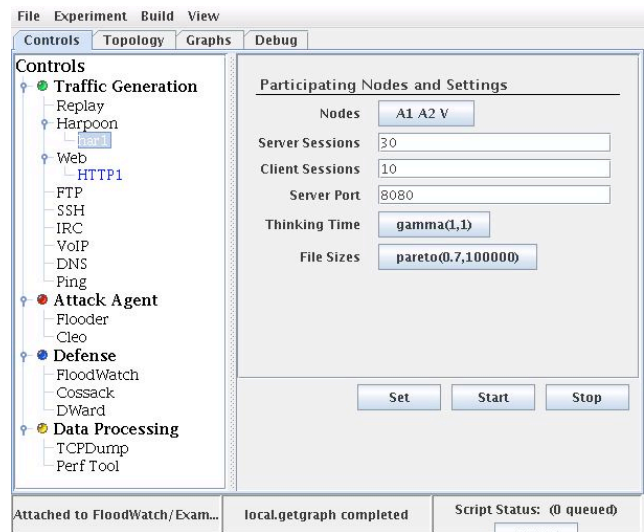 File Experiment Build View
Controls Topology Graphs Debug
Controls
Traffic Generation
Replay
Harpoon
har1
Web
HTTP1
FTP
SSH
IRC
VoIP
DNS
Ping
Attack Agent
Flooder
Cleo
Defense
FloodWatch
Cossack
DWard
Data Processing
TCPDump
Perf Tool
Participating Nodes and Settings
Nodes A1 A2 V
Server Sessions 30
Client Sessions 10
Server Port 8080
Thinking Time gamma(1,1)
File Sizes pareto(0.7,100000)
Set Start Stop
Attached to FloodWatch/Exam... local.getgraph completed Script Status: (0 queued)